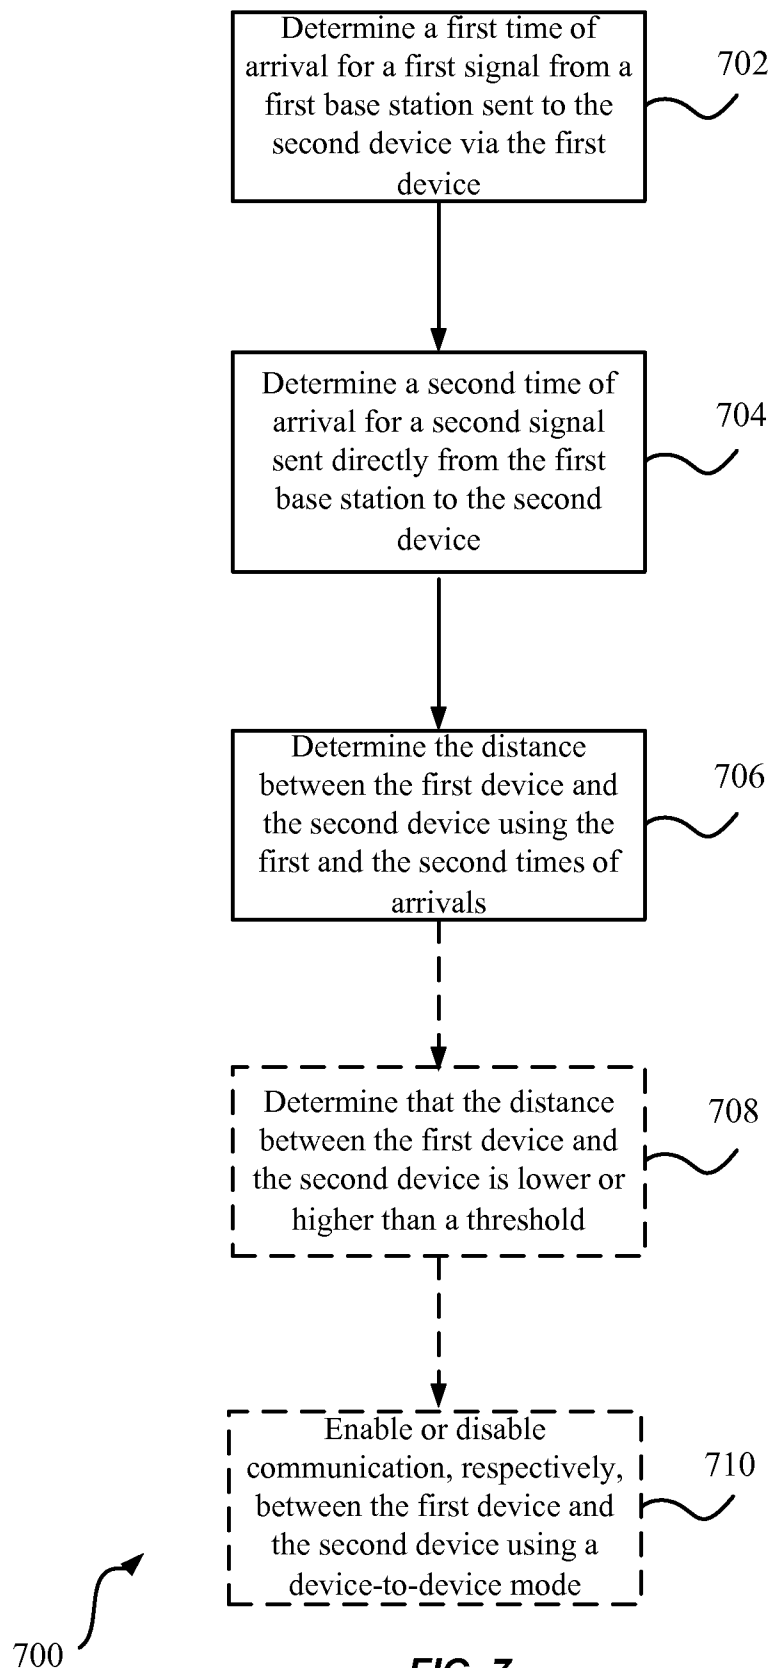 Determine a first time of
arrival for a first signal from a
first base station sent to the
second device via the first
device
702
Determine a second time of
arrival for a second signal
sent directly from the first
base station to the second
device
704
Determine the distance
between the first device and
the second device using the
first and the second times of
arrivals
706
Determine that the distance
between the first device and
the second device is lower or
higher than a threshold
708
Enable or disable
communication, respectively,
between the first device and
the second device using a
device-to-device mode
710
700
FIG. 7